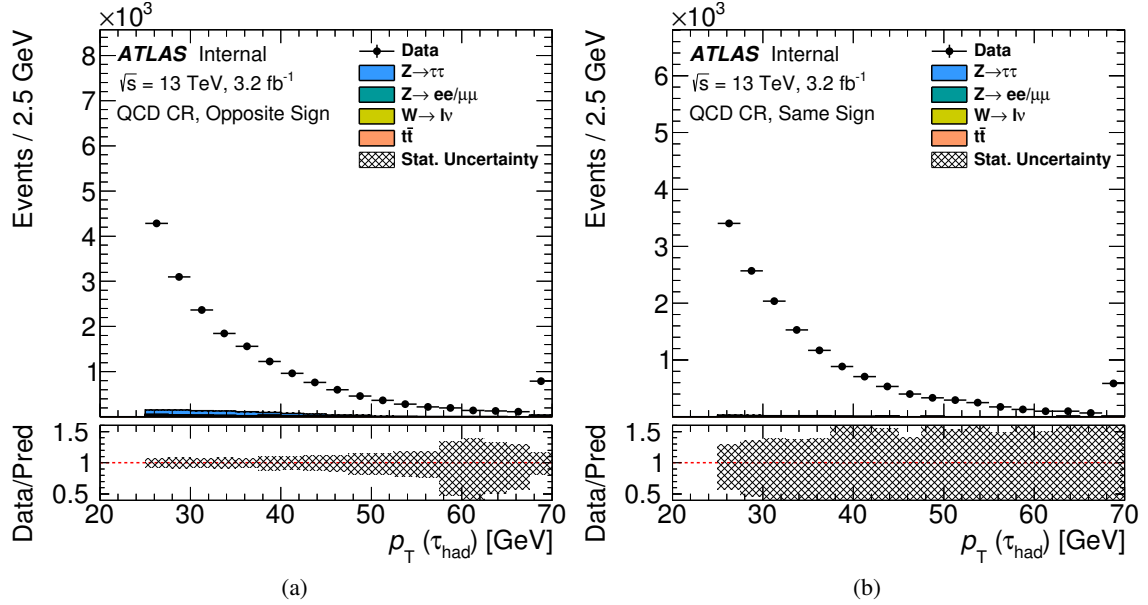 ×10³
Events / 2.5 GeV
8
7
6
5
4
3
2
1
ATLAS Internal
√s = 13 TeV, 3.2 fb⁻¹
QCD CR, Opposite Sign
Data
Z→ττ
Z→ ee/μμ
W→ lν
tt̄
Stat. Uncertainty
Data/Pred
1.5
1
0.5
20 30 40 50 60 70
p_T (τ_had) [GeV]
(a)
×10³
Events / 2.5 GeV
6
5
4
3
2
1
ATLAS Internal
√s = 13 TeV, 3.2 fb⁻¹
QCD CR, Same Sign
Data
Z→ττ
Z→ ee/μμ
W→ lν
tt̄
Stat. Uncertainty
Data/Pred
1.5
1
0.5
20 30 40 50 60 70
p_T (τ_had) [GeV]
(b)